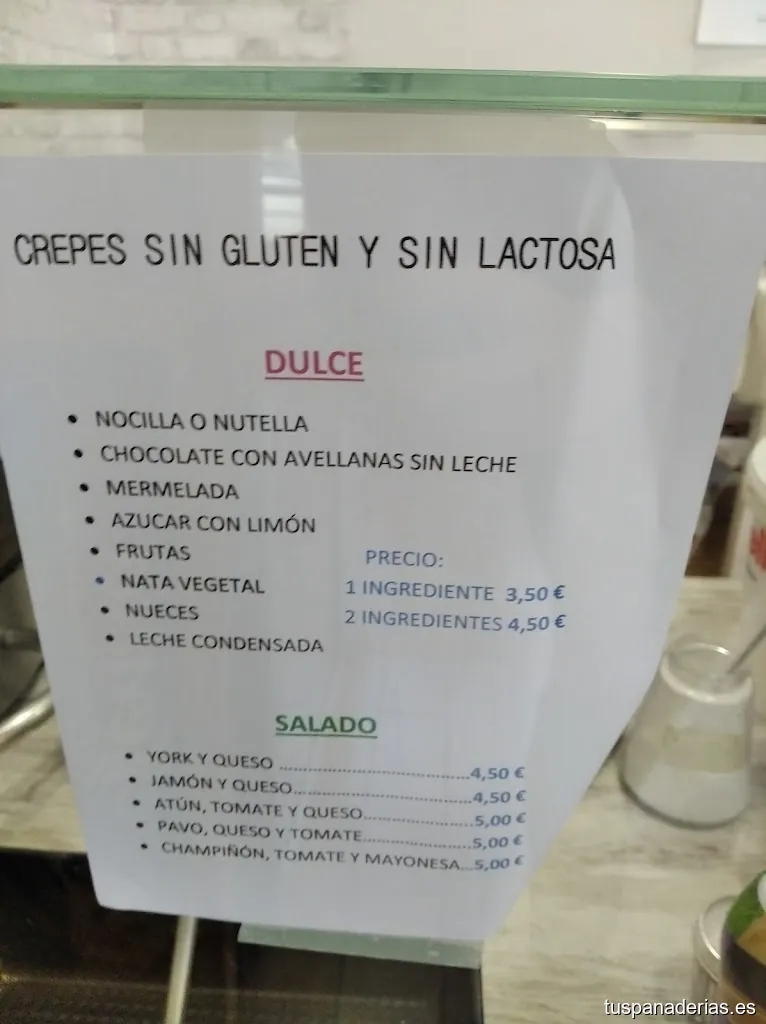 CREPES SIN GLUTEN Y SIN LACTOSA
DULCE
• NOCILLA O NUTELLA
• CHOCOLATE CON AVELLANAS SIN LECHE
• MERMELADA
• AZUCAR CON LIMÓN
• FRUTAS
• NATA VEGETAL
• NUECES
• LECHE CONDENSADA
PRECIO:
1 INGREDIENTE 3,50 €
2 INGREDIENTES 4,50 €
SALADO
• YORK Y QUESO ........................................4,50 €
• JAMÓN Y QUESO.....................................4,50 €
• ATÚN, TOMATE Y QUESO.......................5,00 €
• PAVO, QUESO Y TOMATE.......................5,00 €
• CHAMPIÑÓN, TOMATE Y MAYONESA...5,00 €
tuspanaderias.es